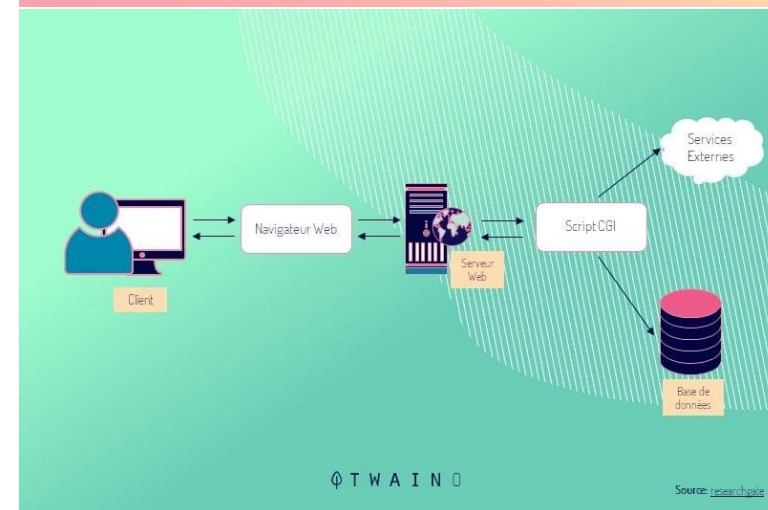 Services
Externes
Navigateur Web
Script CGI
Serveur
Web
Client
Base de
données
TWAINO
Source: researchgate